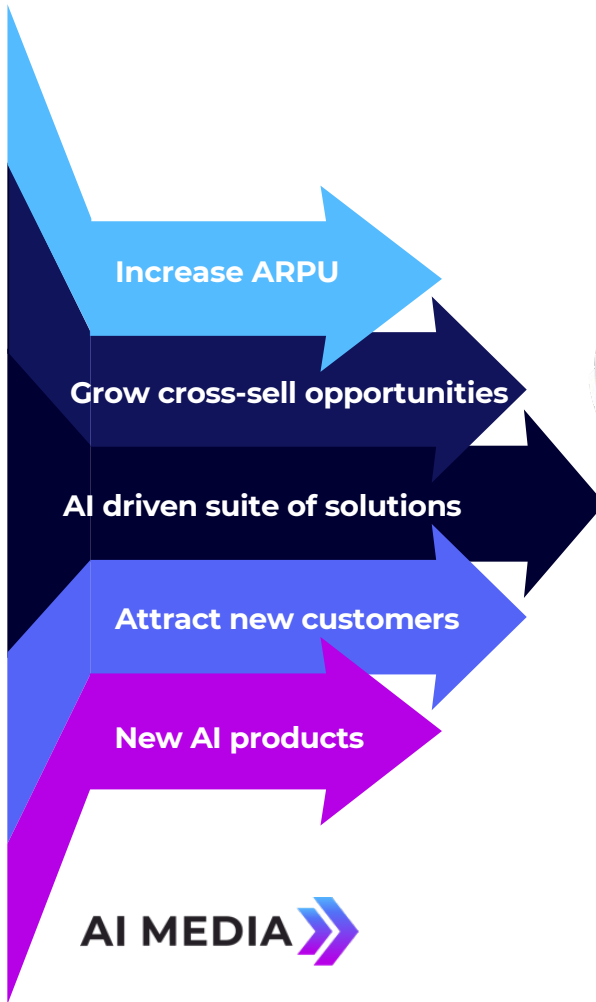 Increase ARPU
Grow cross-sell opportunities
AI driven suite of solutions
Attract new customers
New AI products
AI MEDIA